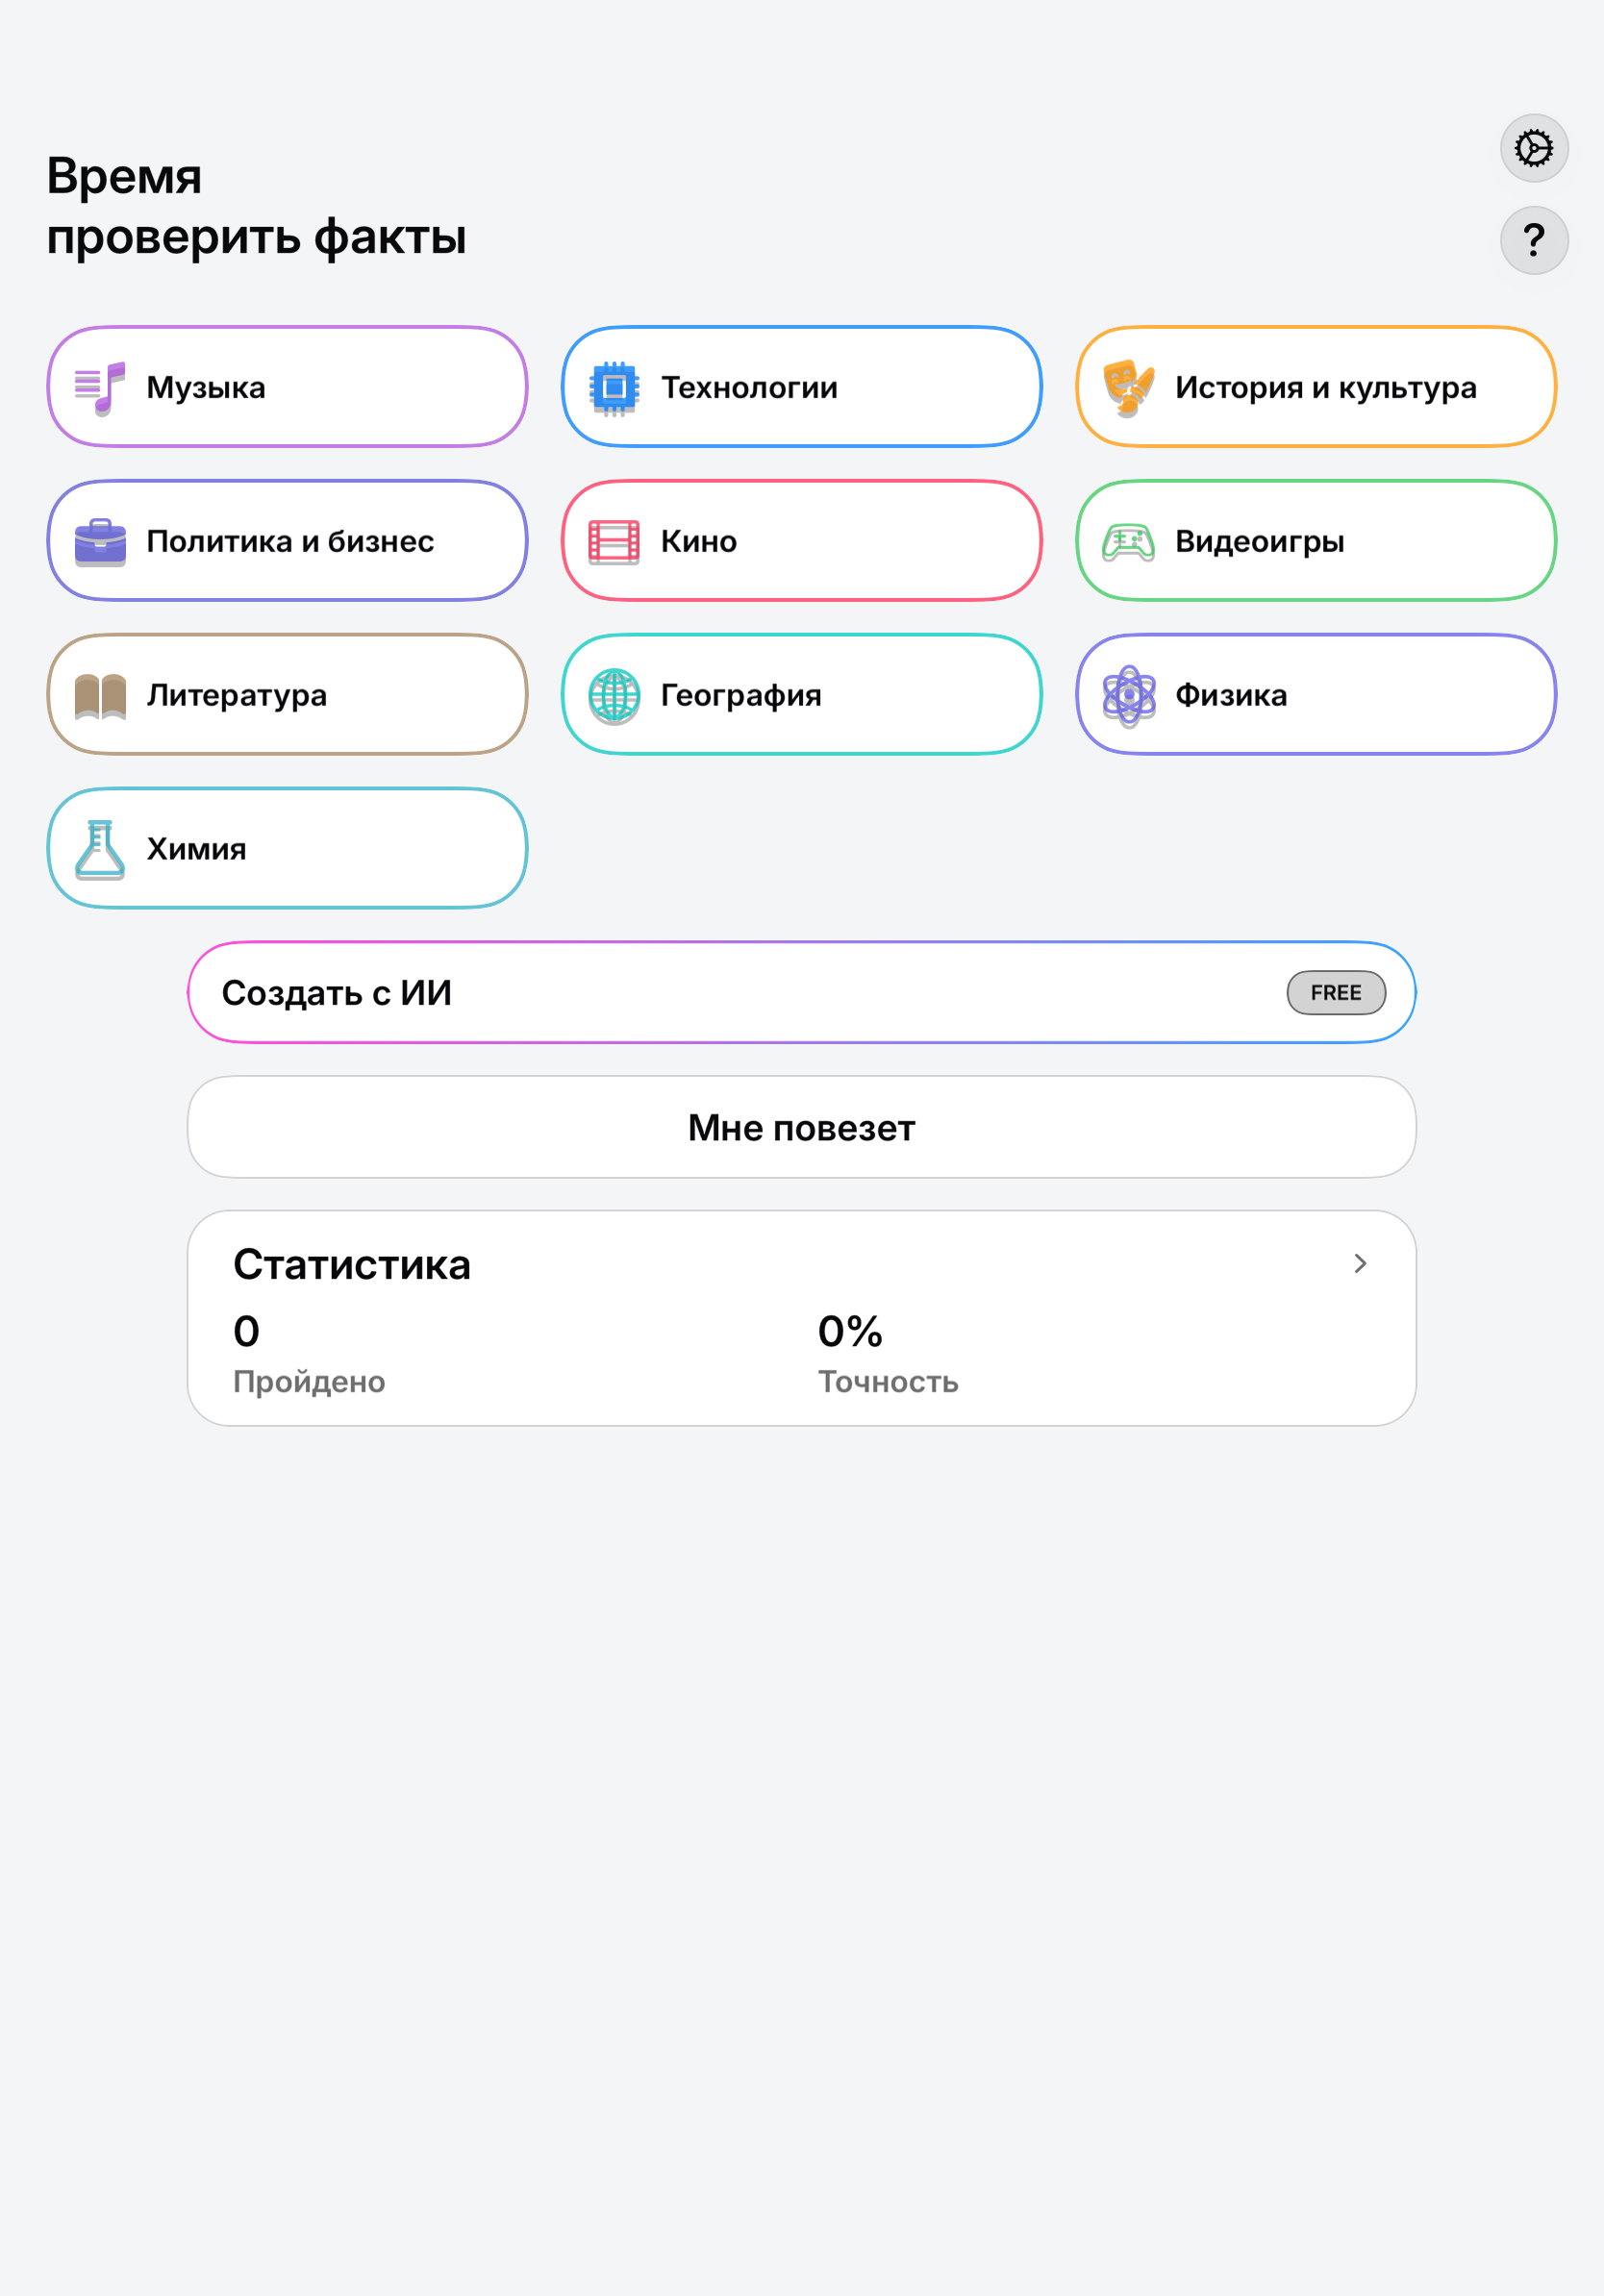 Время
проверить факты
?
Музыка
Технологии
История и культура
Политика и бизнес
Кино
Видеоигры
Литература
География
Физика
Химия
Создать с ИИ
FREE
Мне повезет
Статистика
0
0%
Пройдено
Точность